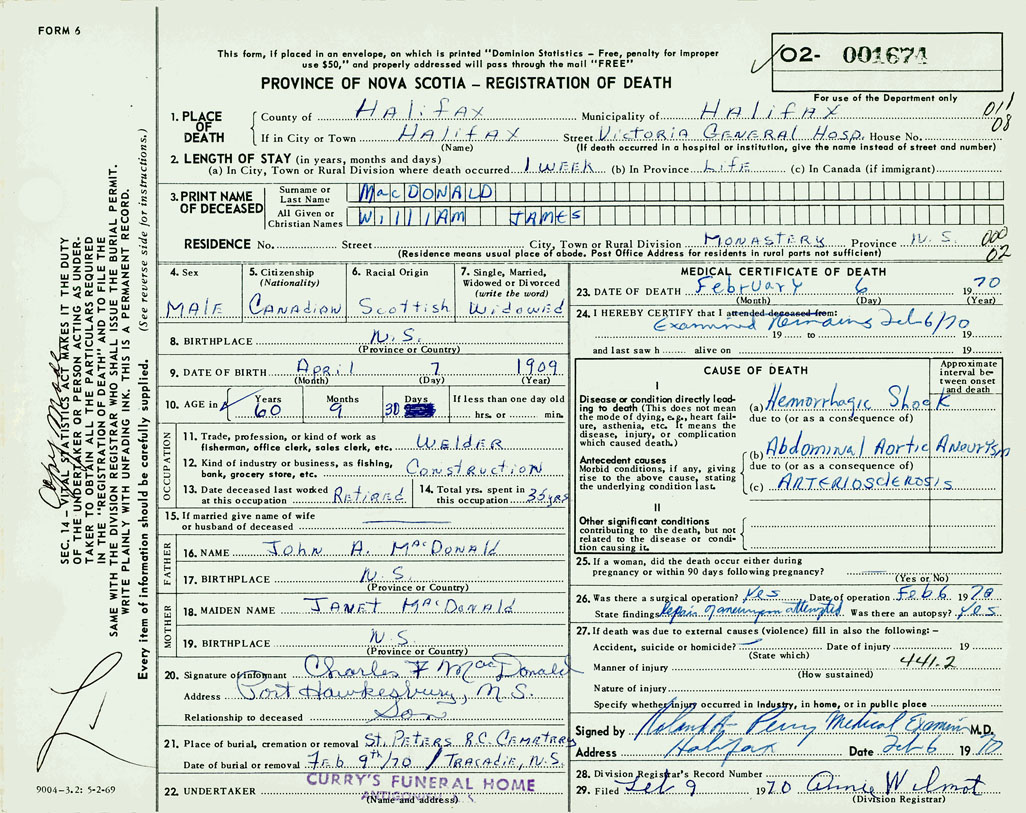 FORM 6
This form, if placed in an envelope, on which is printed "Dominion Statistics – Free, penalty for improper
use $50," and properly addressed will pass through the mail "FREE"
PROVINCE OF NOVA SCOTIA – REGISTRATION OF DEATH
02- 001674
For use of the Department only
011
08
1. PLACE OF DEATH
County of Halifax Municipality of Halifax
If in City or Town Halifax Street Victoria General Hosp. House No.
(Name) (If death occurred in a hospital or institution, give the name instead of street and number)
2. LENGTH OF STAY (in years, months and days)
(a) In City, Town or Rural Division where death occurred 1 week (b) In Province Life (c) In Canada (if immigrant)
3. PRINT NAME OF DECEASED
Surname or Last Name MacDONALD
All Given or Christian Names WilliAM JAMES
RESIDENCE No. Street City, Town or Rural Division Monastery Province N.S. 000
02
(Residence means usual place of abode. Post Office Address for residents in rural parts not sufficient)
4. Sex
Male
5. Citizenship (Nationality)
Canadian
6. Racial Origin
Scottish
7. Single, Married, Widowed or Divorced (write the word)
Widowed
8. BIRTHPLACE N.S.
(Province or Country)
9. DATE OF BIRTH April 7 1909
(Month) (Day) (Year)
10. AGE in Years Months Days If less than one day old
60 9 30 hrs. or min.
OCCUPATION
11. Trade, profession, or kind of work as fisherman, office clerk, sales clerk, etc. Welder
12. Kind of industry or business, as fishing, bank, grocery store, etc. Construction
13. Date deceased last worked at this occupation Retired
14. Total yrs. spent in this occupation 35 yrs
15. If married give name of wife or husband of deceased
FATHER
16. NAME John A. MacDonald
17. BIRTHPLACE N.S.
(Province or Country)
MOTHER
18. MAIDEN NAME Janet MacDonald
19. BIRTHPLACE N.S.
(Province or Country)
20. Signature of Informant Charles F MacDonald
Address Port Hawkesbury, N.S.
Relationship to deceased Son
21. Place of burial, cremation or removal St. Peters R.C. Cemetery
Date of burial or removal Feb 9th/70 / Tracadie, N.S.
22. UNDERTAKER CURRY'S FUNERAL HOME
(Name and address)
MEDICAL CERTIFICATE OF DEATH
23. DATE OF DEATH February 6 1970
(Month) (Day) (Year)
24. I HEREBY CERTIFY that I attended deceased from:
Examined Remains Feb 6/70
19 to 19
and last saw h alive on 19
CAUSE OF DEATH
Approximate interval between onset and death
I
Disease or condition directly leading to death (This does not mean the mode of dying, e.g., heart failure, asthenia, etc. It means the disease, injury, or complication which caused death.)
(a) Hemorrhagic Shock
due to (or as a consequence of)
Antecedent causes
Morbid conditions, if any, giving rise to the above cause, stating the underlying condition last.
(b) Abdominal Aortic Aneurysm
due to (or as a consequence of)
(c) Arteriosclerosis
II
Other significant conditions
contributing to the death, but not related to the disease or condition causing it.
25. If a woman, did the death occur either during
pregnancy or within 90 days following pregnancy?
(Yes or No)
26. Was there a surgical operation? Yes Date of operation Feb 6 1970
State findings Repair of aneurysm attempted Was there an autopsy? Yes
27. If death was due to external causes (violence) fill in also the following: –
Accident, suicide or homicide? Date of injury 19
(State which)
Manner of injury 441.2
(How sustained)
Nature of injury
Specify whether injury occurred in Industry, in home, or in public place
Signed by Roland A Perry Medical Examiner M.D.
Address Halifax Date Feb 6 1970
28. Division Registrar's Record Number
29. Filed Feb 9 1970 Annie Wilmot
(Division Registrar)
Copy Made
SEC. 14 – VITAL STATISTICS ACT MAKES IT THE DUTY
OF THE UNDERTAKER OR PERSON ACTING AS UNDER-
TAKER TO OBTAIN ALL THE PARTICULARS REQUIRED
IN THE "REGISTRATION OF DEATH" AND TO FILE THE
SAME WITH THE DIVISION REGISTRAR WHO SHALL ISSUE THE BURIAL PERMIT.
WRITE PLAINLY WITH UNFADING INK. THIS IS A PERMANENT RECORD.
Every item of information should be carefully supplied. (See reverse side for instructions.)
9004-3.2: 5-2-69